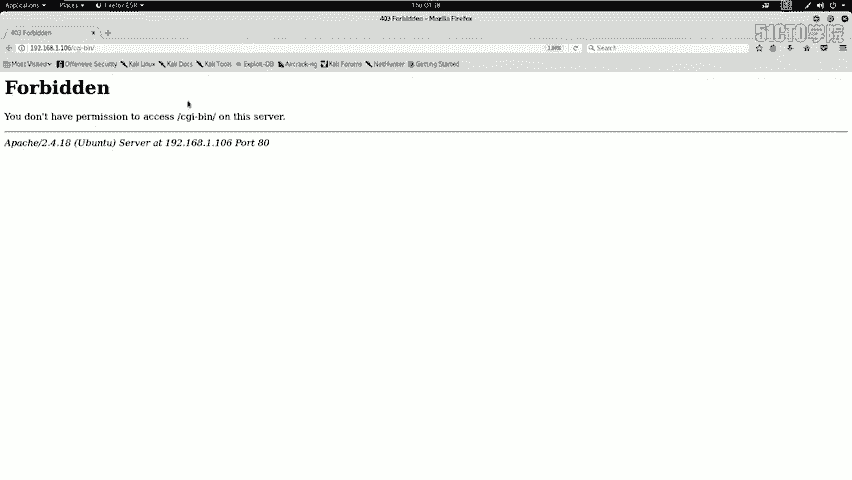 Applications Places Firefox ESR Thu 01:38
403 Forbidden - Mozilla Firefox
403 Forbidden
192.168.1.106/cgi-bin/ Search
Most Visited Offensive Security Kali Linux Kali Docs Kali Tools Exploit-DB Aircrack-ng Kali Forums NetHunter Getting Started
Forbidden
You don't have permission to access /cgi-bin/ on this server.
Apache/2.4.18 (Ubuntu) Server at 192.168.1.106 Port 80
51CTO学院